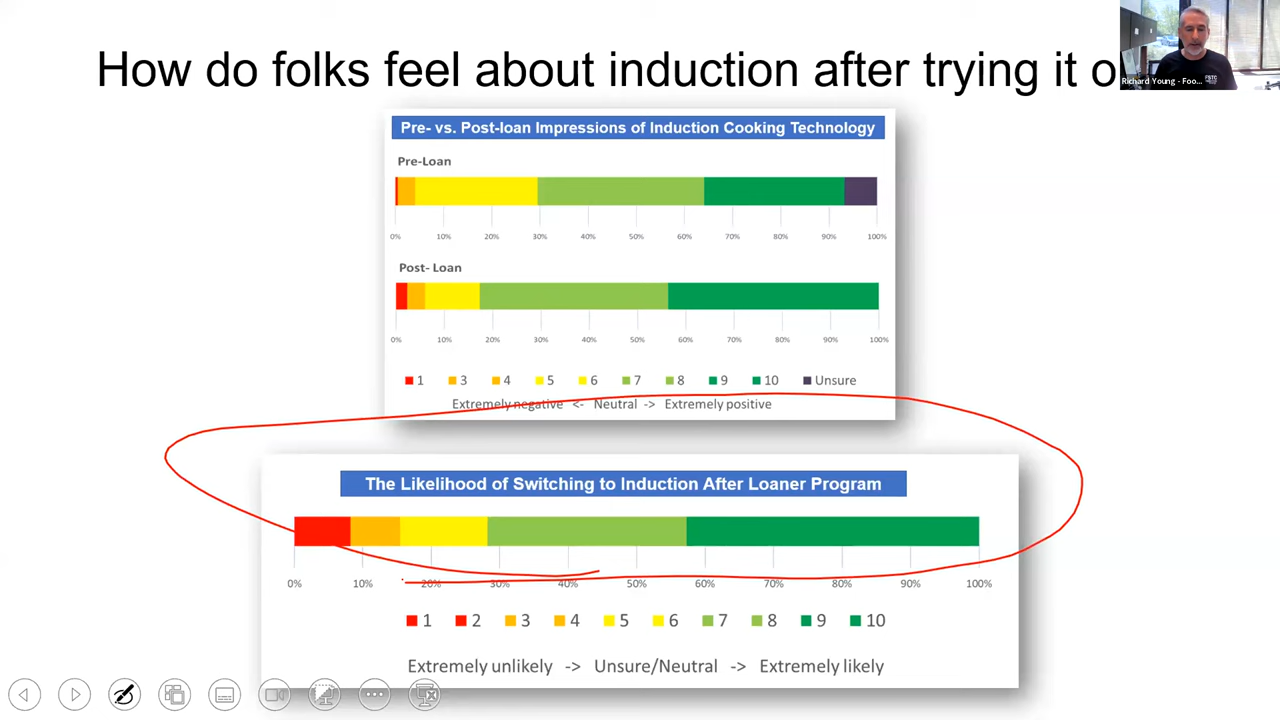 How do folks feel about induction after trying it o
Richard Young - Foo...
FSTC
Pre- vs. Post-loan Impressions of Induction Cooking Technology
Pre-Loan
0% 10% 20% 30% 40% 50% 60% 70% 80% 90% 100%
Post- Loan
0% 10% 20% 30% 40% 50% 60% 70% 80% 90% 100%
1 3 4 5 6 7 8 9 10 Unsure
Extremely negative <- Neutral -> Extremely positive
The Likelihood of Switching to Induction After Loaner Program
0% 10% 20% 30% 40% 50% 60% 70% 80% 90% 100%
1 2 3 4 5 6 7 8 9 10
Extremely unlikely -> Unsure/Neutral -> Extremely likely